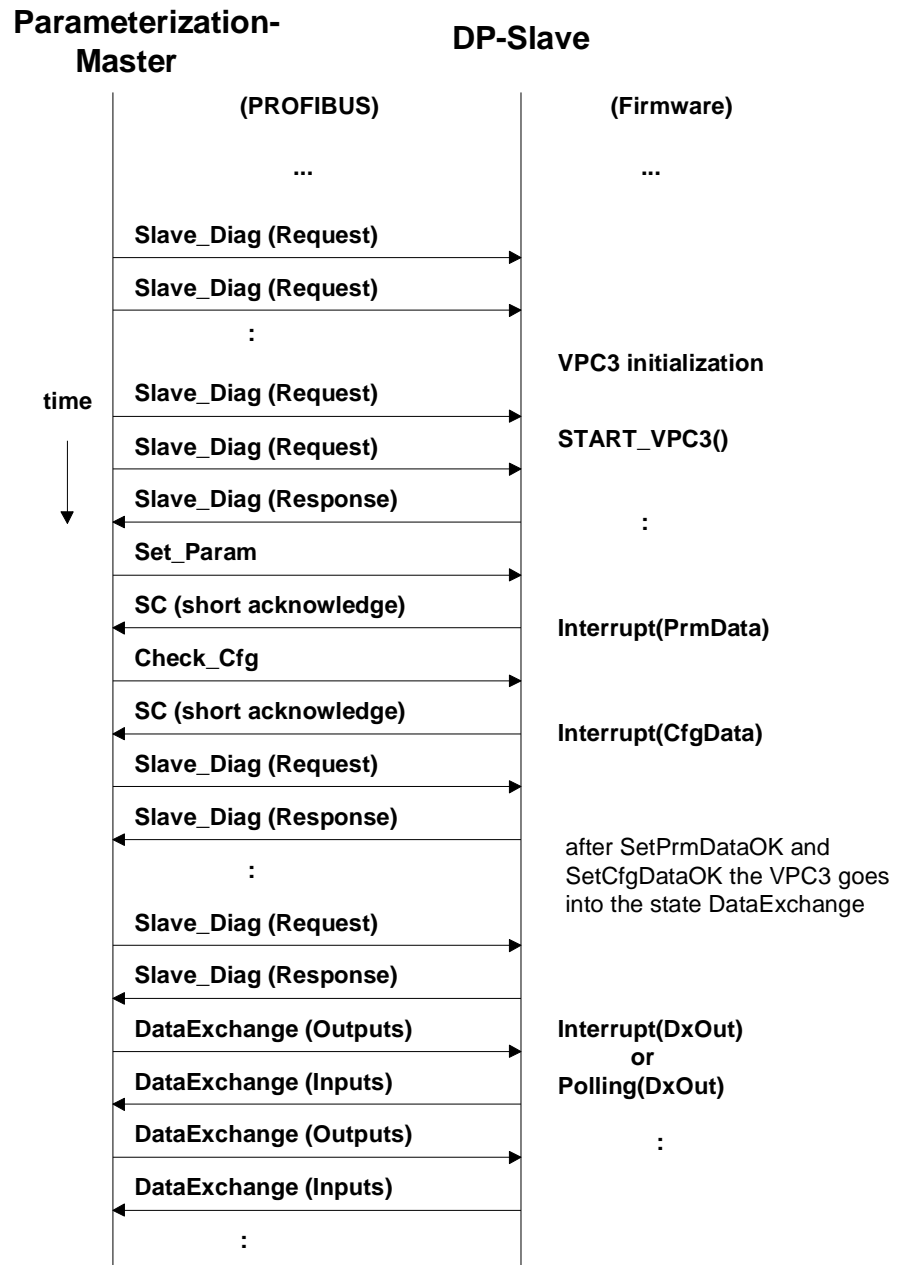 Parameterization-
Master
DP-Slave
(PROFIBUS)
(Firmware)
...
...
Slave_Diag (Request)
Slave_Diag (Request)
:
VPC3 initialization
time
Slave_Diag (Request)
START_VPC3()
Slave_Diag (Request)
Slave_Diag (Response)
:
Set_Param
SC (short acknowledge)
Interrupt(PrmData)
Check_Cfg
SC (short acknowledge)
Interrupt(CfgData)
Slave_Diag (Request)
Slave_Diag (Response)
after SetPrmDataOK and
SetCfgDataOK the VPC3 goes
into the state DataExchange
:
Slave_Diag (Request)
Slave_Diag (Response)
DataExchange (Outputs)
Interrupt(DxOut)
or
Polling(DxOut)
DataExchange (Inputs)
DataExchange (Outputs)
:
DataExchange (Inputs)
: